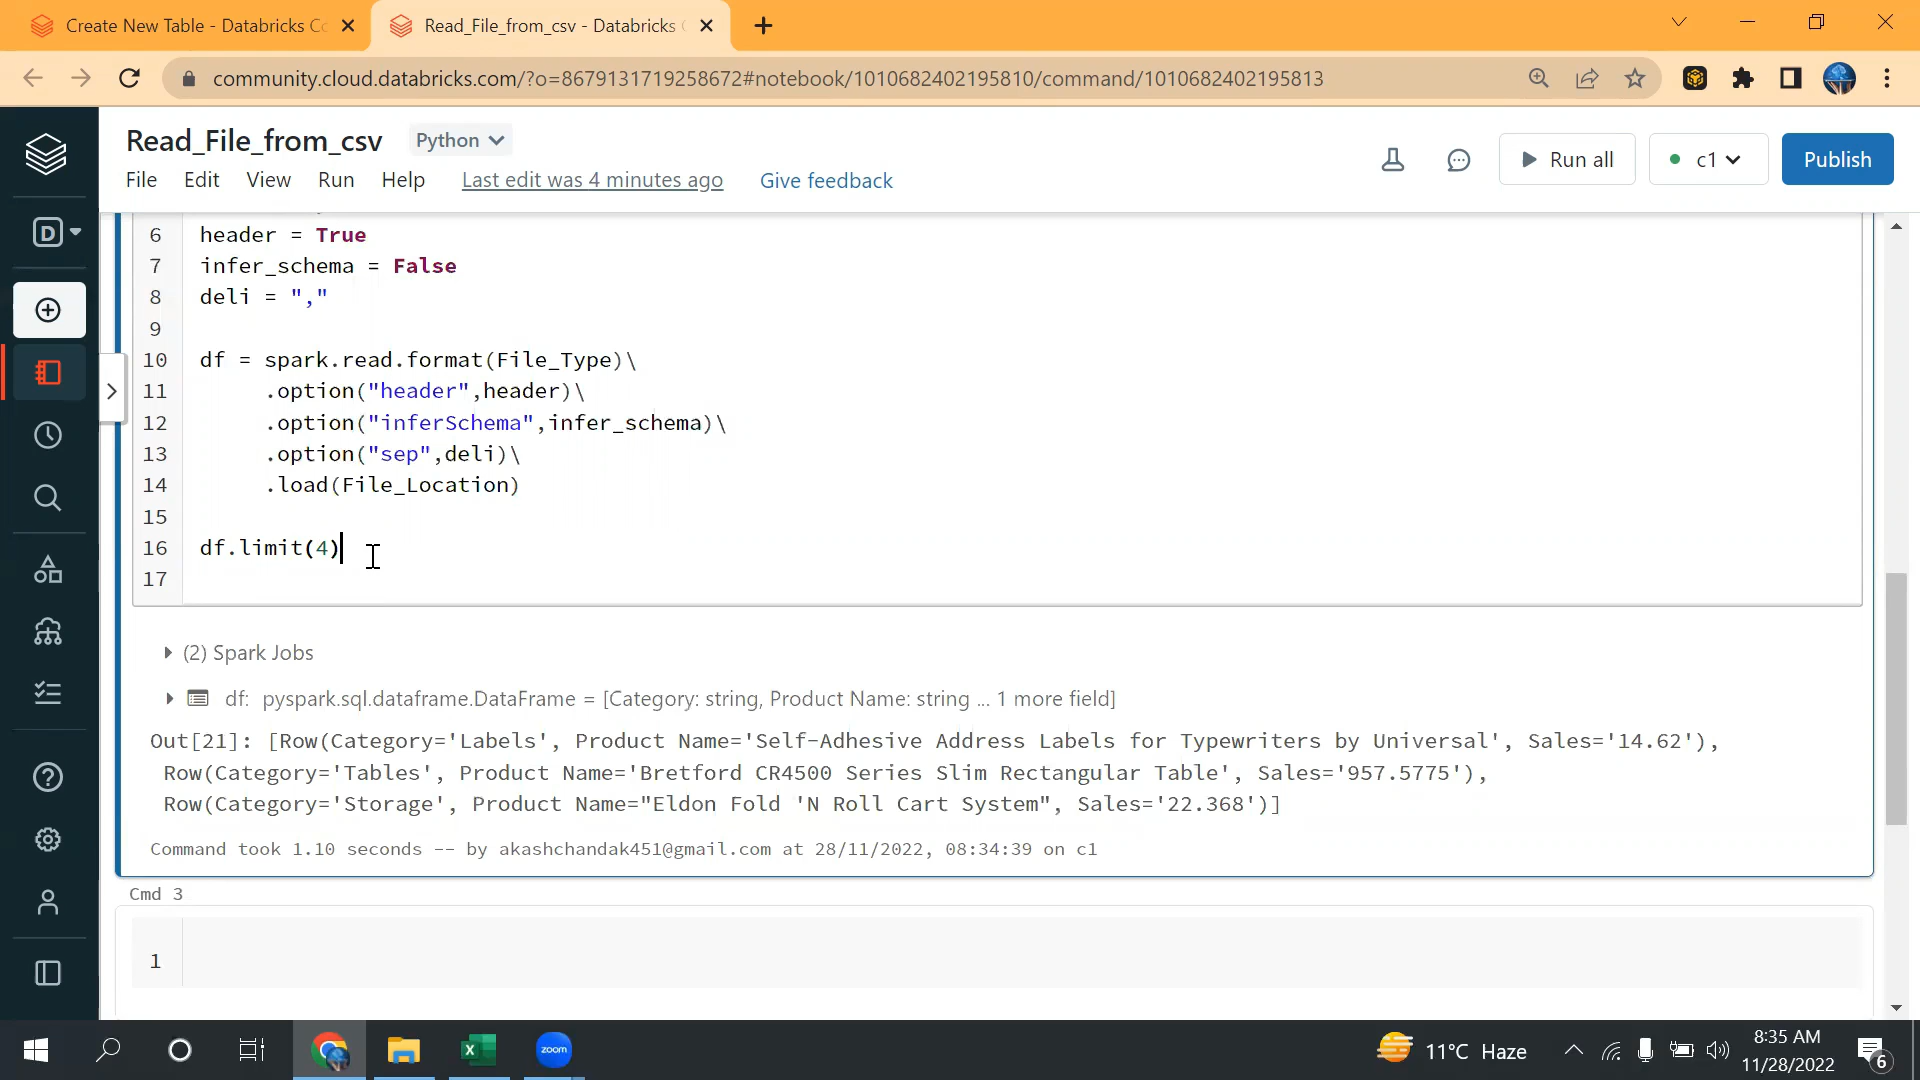 Create New Table - Databricks Co
Read_File_from_csv - Databricks C
community.cloud.databricks.com/?o=8679131719258672#notebook/1010682402195810/command/1010682402195813
Read_File_from_csv Python
File Edit View Run Help Last edit was 4 minutes ago Give feedback
Run all c1 Publish
D
6 header = True
7 infer_schema = False
8 deli = ","
9
10 df = spark.read.format(File_Type)\
11 .option("header",header)\
12 .option("inferSchema",infer_schema)\
13 .option("sep",deli)\
14 .load(File_Location)
15
16 df.limit(4)
17
(2) Spark Jobs
df: pyspark.sql.dataframe.DataFrame = [Category: string, Product Name: string ... 1 more field]
Out[21]: [Row(Category='Labels', Product Name='Self-Adhesive Address Labels for Typewriters by Universal', Sales='14.62'),
Row(Category='Tables', Product Name='Bretford CR4500 Series Slim Rectangular Table', Sales='957.5775'),
Row(Category='Storage', Product Name="Eldon Fold 'N Roll Cart System", Sales='22.368')]
Command took 1.10 seconds -- by akashchandak451@gmail.com at 28/11/2022, 08:34:39 on c1
Cmd 3
1
zoom
11°C Haze
8:35 AM
11/28/2022
6